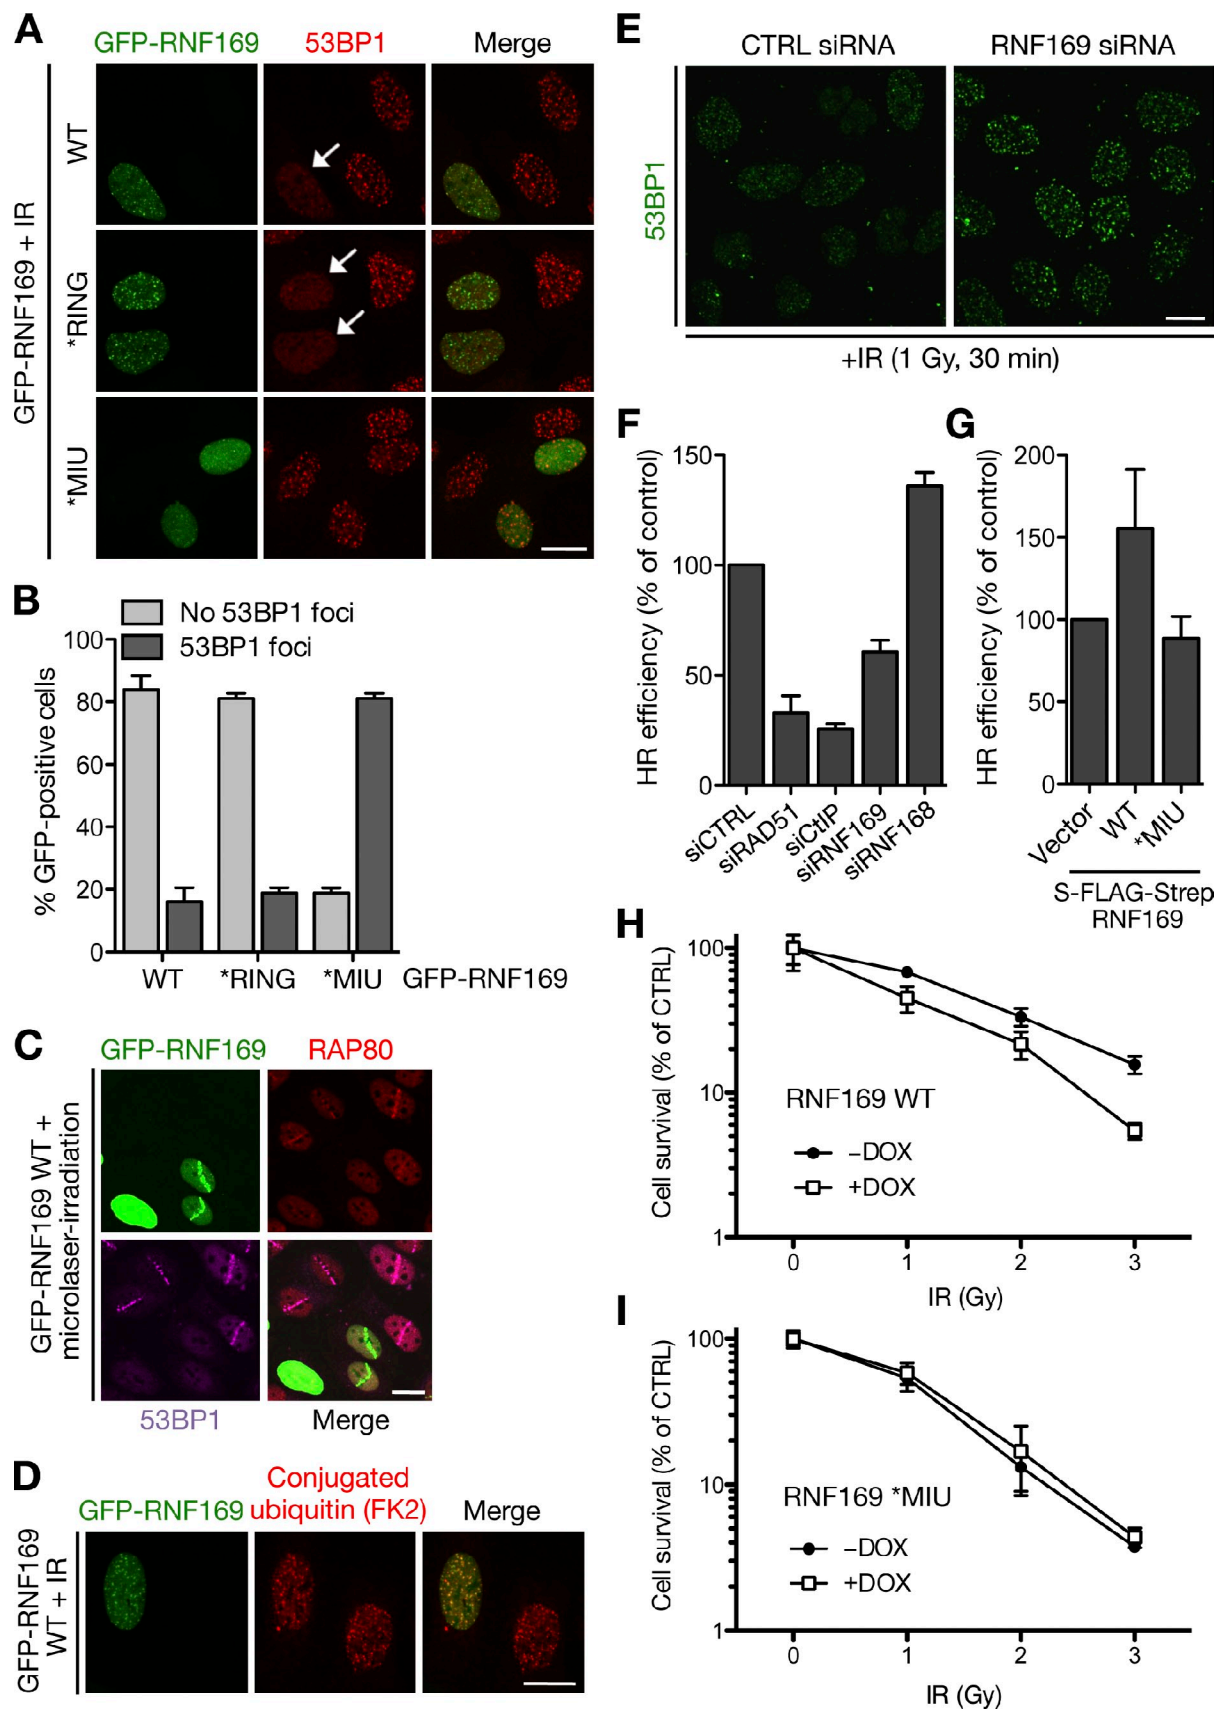 A
GFP-RNF169 53BP1 Merge
GFP-RNF169 + IR
WT
*RING
*MIU
B
No 53BP1 foci
53BP1 foci
% GFP-positive cells
100
80
60
40
20
0
WT *RING *MIU GFP-RNF169
C
GFP-RNF169 RAP80
GFP-RNF169 WT +
microlaser-irradiation
53BP1 Merge
D
GFP-RNF169 Conjugated
ubiquitin (FK2) Merge
GFP-RNF169
WT + IR
E
CTRL siRNA RNF169 siRNA
53BP1
+IR (1 Gy, 30 min)
F
HR efficiency (% of control)
150
100
50
0
siCTRL
siRAD51
siCtIP
siRNF169
siRNF168
G
HR efficiency (% of control)
200
150
100
50
0
Vector
WT
*MIU
S-FLAG-Strep
RNF169
H
Cell survival (% of CTRL)
100
10
1
RNF169 WT
–DOX
+DOX
0 1 2 3
IR (Gy)
I
Cell survival (% of CTRL)
100
10
1
RNF169 *MIU
–DOX
+DOX
0 1 2 3
IR (Gy)